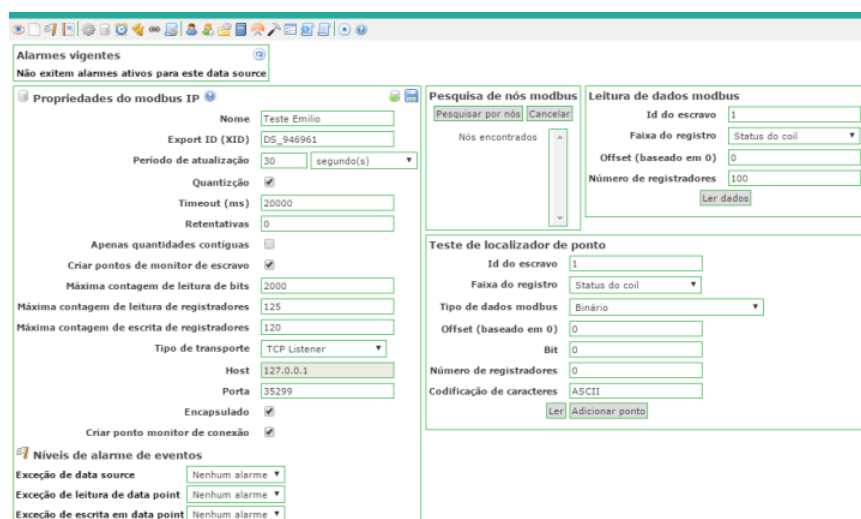 Alarmes vigentes
Não exitem alarmes ativos para este data source
Propriedades do modbus IP
Nome Teste Emilio
Export ID (XID) DS_946961
Período de atualização 30 segundo(s)
Quantizção
Timeout (ms) 20000
Retentativas 0
Apenas quantidades contíguas
Criar pontos de monitor de escravo
Máxima contagem de leitura de bits 2000
Máxima contagem de leitura de registradores 125
Máxima contagem de escrita de registradores 120
Tipo de transporte TCP Listener
Host 127.0.0.1
Porta 35299
Encapsulado
Criar ponto monitor de conexão
Níveis de alarme de eventos
Exceção de data source Nenhum alarme
Exceção de leitura de data point Nenhum alarme
Exceção de escrita em data point Nenhum alarme
Pesquisa de nós modbus
Pesquisar por nós Cancelar
Nós encontrados
Leitura de dados modbus
Id do escravo 1
Faixa do registro Status do coil
Offset (baseado em 0) 0
Número de registradores 100
Ler dados
Teste de localizador de ponto
Id do escravo 1
Faixa do registro Status do coil
Tipo de dados modbus Binário
Offset (baseado em 0) 0
Bit 0
Número de registradores 0
Codificação de caracteres ASCII
Ler Adicionar ponto